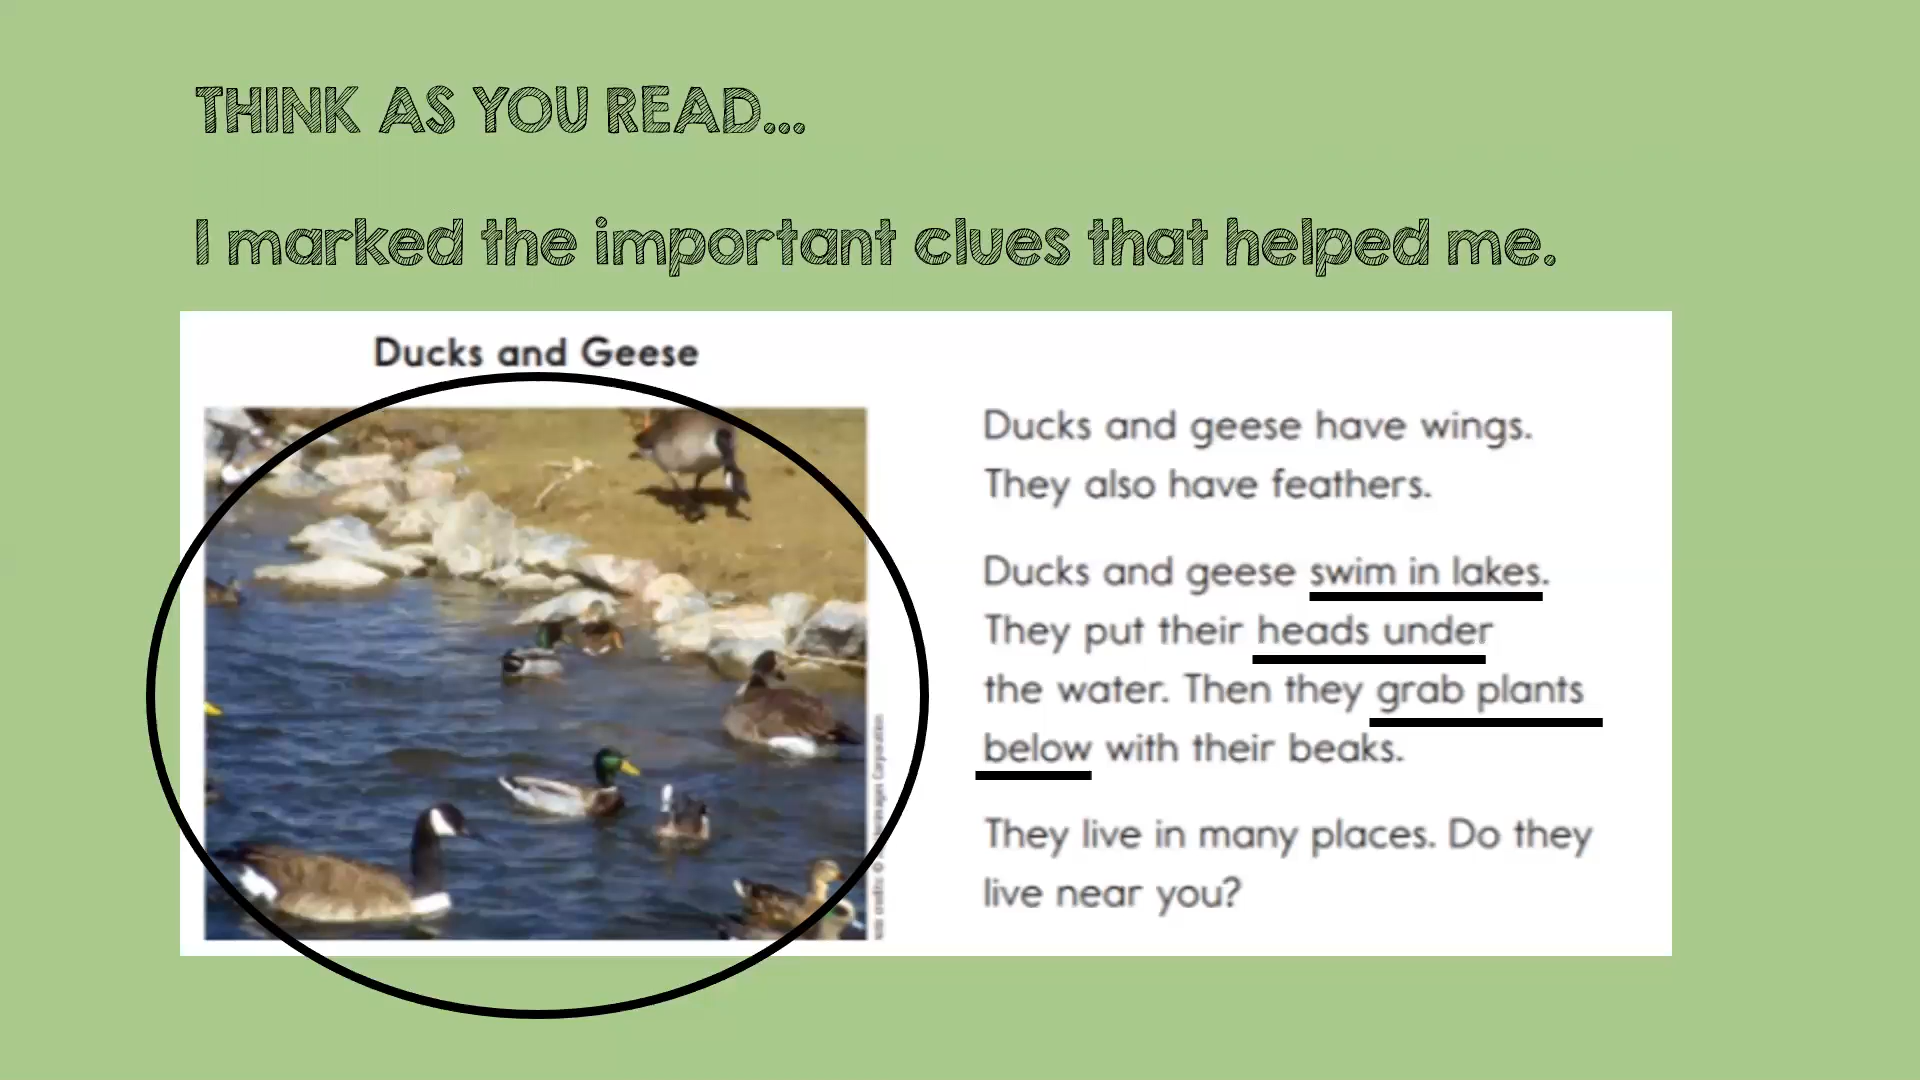 THINK AS YOU READ...
I marked the important clues that helped me.
Ducks and Geese
Ducks and geese have wings.
They also have feathers.
Ducks and geese swim in lakes.
They put their heads under
the water. Then they grab plants
below with their beaks.
They live in many places. Do they
live near you?